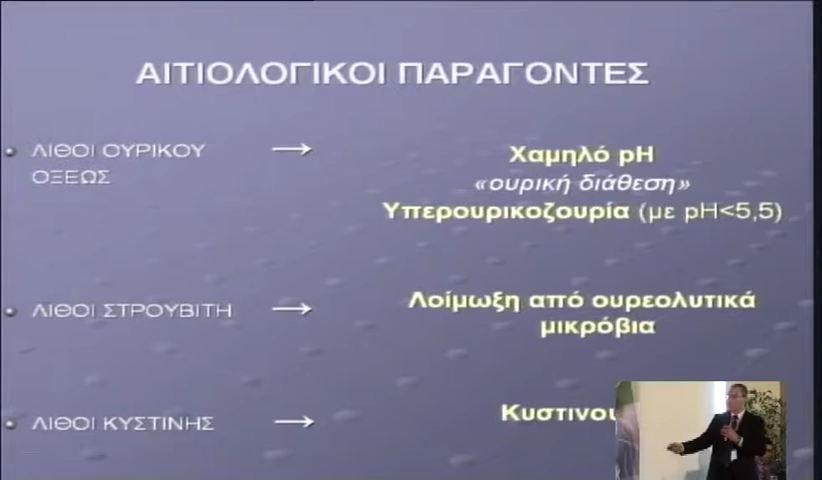 ΑΙΤΙΟΛΟΓΙΚΟΙ ΠΑΡΑΓΟΝΤΕΣ
ΛΙΘΟΙ ΟΥΡΙΚΟΥ → Χαμηλό pH
ΟΞΕΩΣ
«ουρική διάθεση»
Υπερουρικοζουρία (με pH<5,5)
ΛΙΘΟΙ ΣΤΡΟΥΒΙΤΗ → Λοίμωξη από ουρεολυτικά
μικρόβια
ΛΙΘΟΙ ΚΥΣΤΙΝΗΣ →